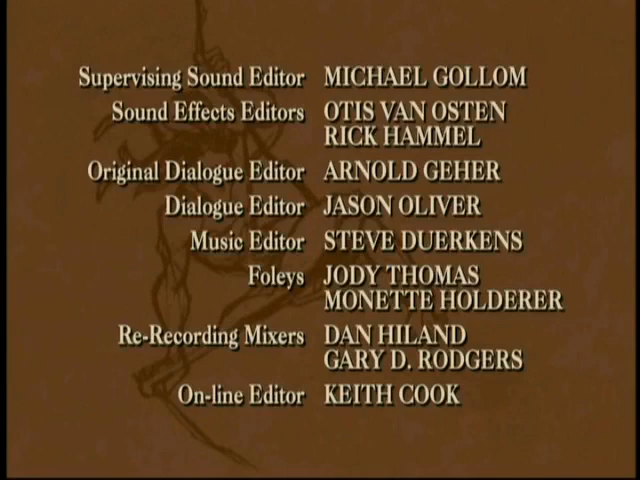 Supervising Sound Editor MICHAEL GOLLOM
Sound Effects Editors OTIS VAN OSTEN
RICK HAMMEL
Original Dialogue Editor ARNOLD GEHER
Dialogue Editor JASON OLIVER
Music Editor STEVE DUERKENS
Foleys JODY THOMAS
MONETTE HOLDERER
Re-Recording Mixers DAN HILAND
GARY D. RODGERS
On-line Editor KEITH COOK